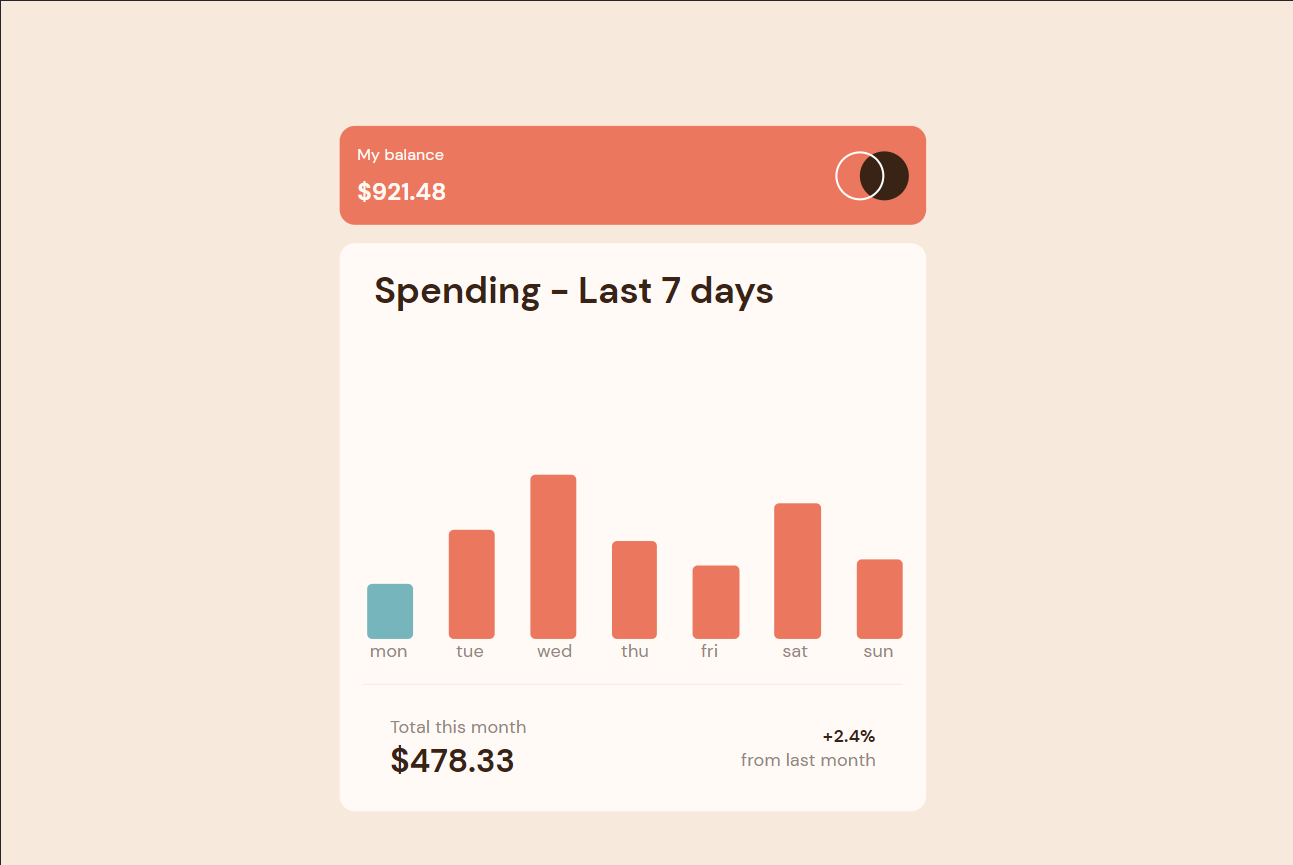 My balance
$921.48
Spending - Last 7 days
mon tue wed thu fri sat sun
Total this month
$478.33
+2.4%
from last month